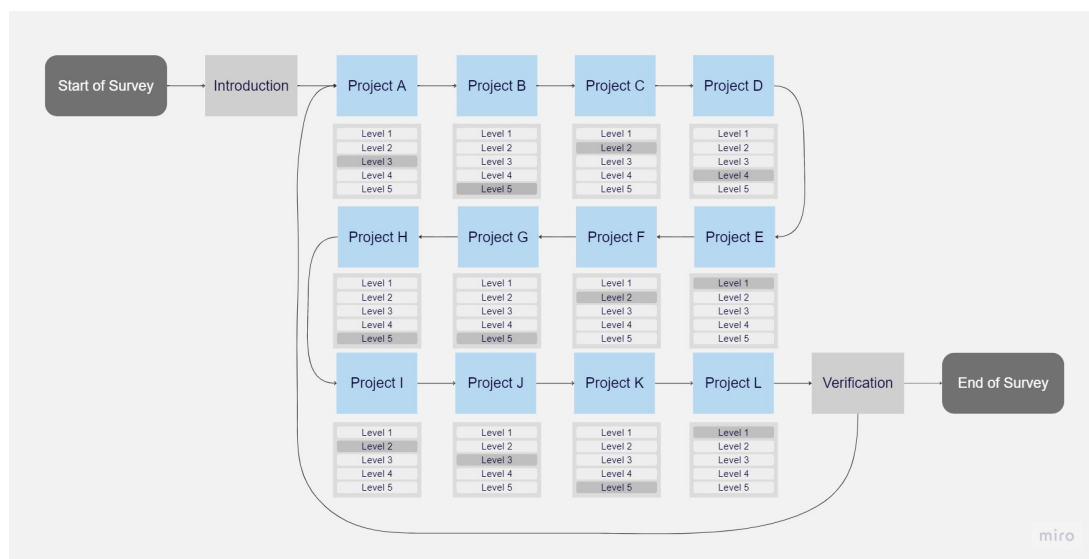 Start of Survey
Introduction
Project A
Project B
Project C
Project D
Level 1
Level 2
Level 3
Level 4
Level 5
Level 1
Level 2
Level 3
Level 4
Level 5
Level 1
Level 2
Level 3
Level 4
Level 5
Level 1
Level 2
Level 3
Level 4
Level 5
Project H
Project G
Project F
Project E
Level 1
Level 2
Level 3
Level 4
Level 5
Level 1
Level 2
Level 3
Level 4
Level 5
Level 1
Level 2
Level 3
Level 4
Level 5
Level 1
Level 2
Level 3
Level 4
Level 5
Project I
Project J
Project K
Project L
Verification
End of Survey
Level 1
Level 2
Level 3
Level 4
Level 5
Level 1
Level 2
Level 3
Level 4
Level 5
Level 1
Level 2
Level 3
Level 4
Level 5
Level 1
Level 2
Level 3
Level 4
Level 5
miro